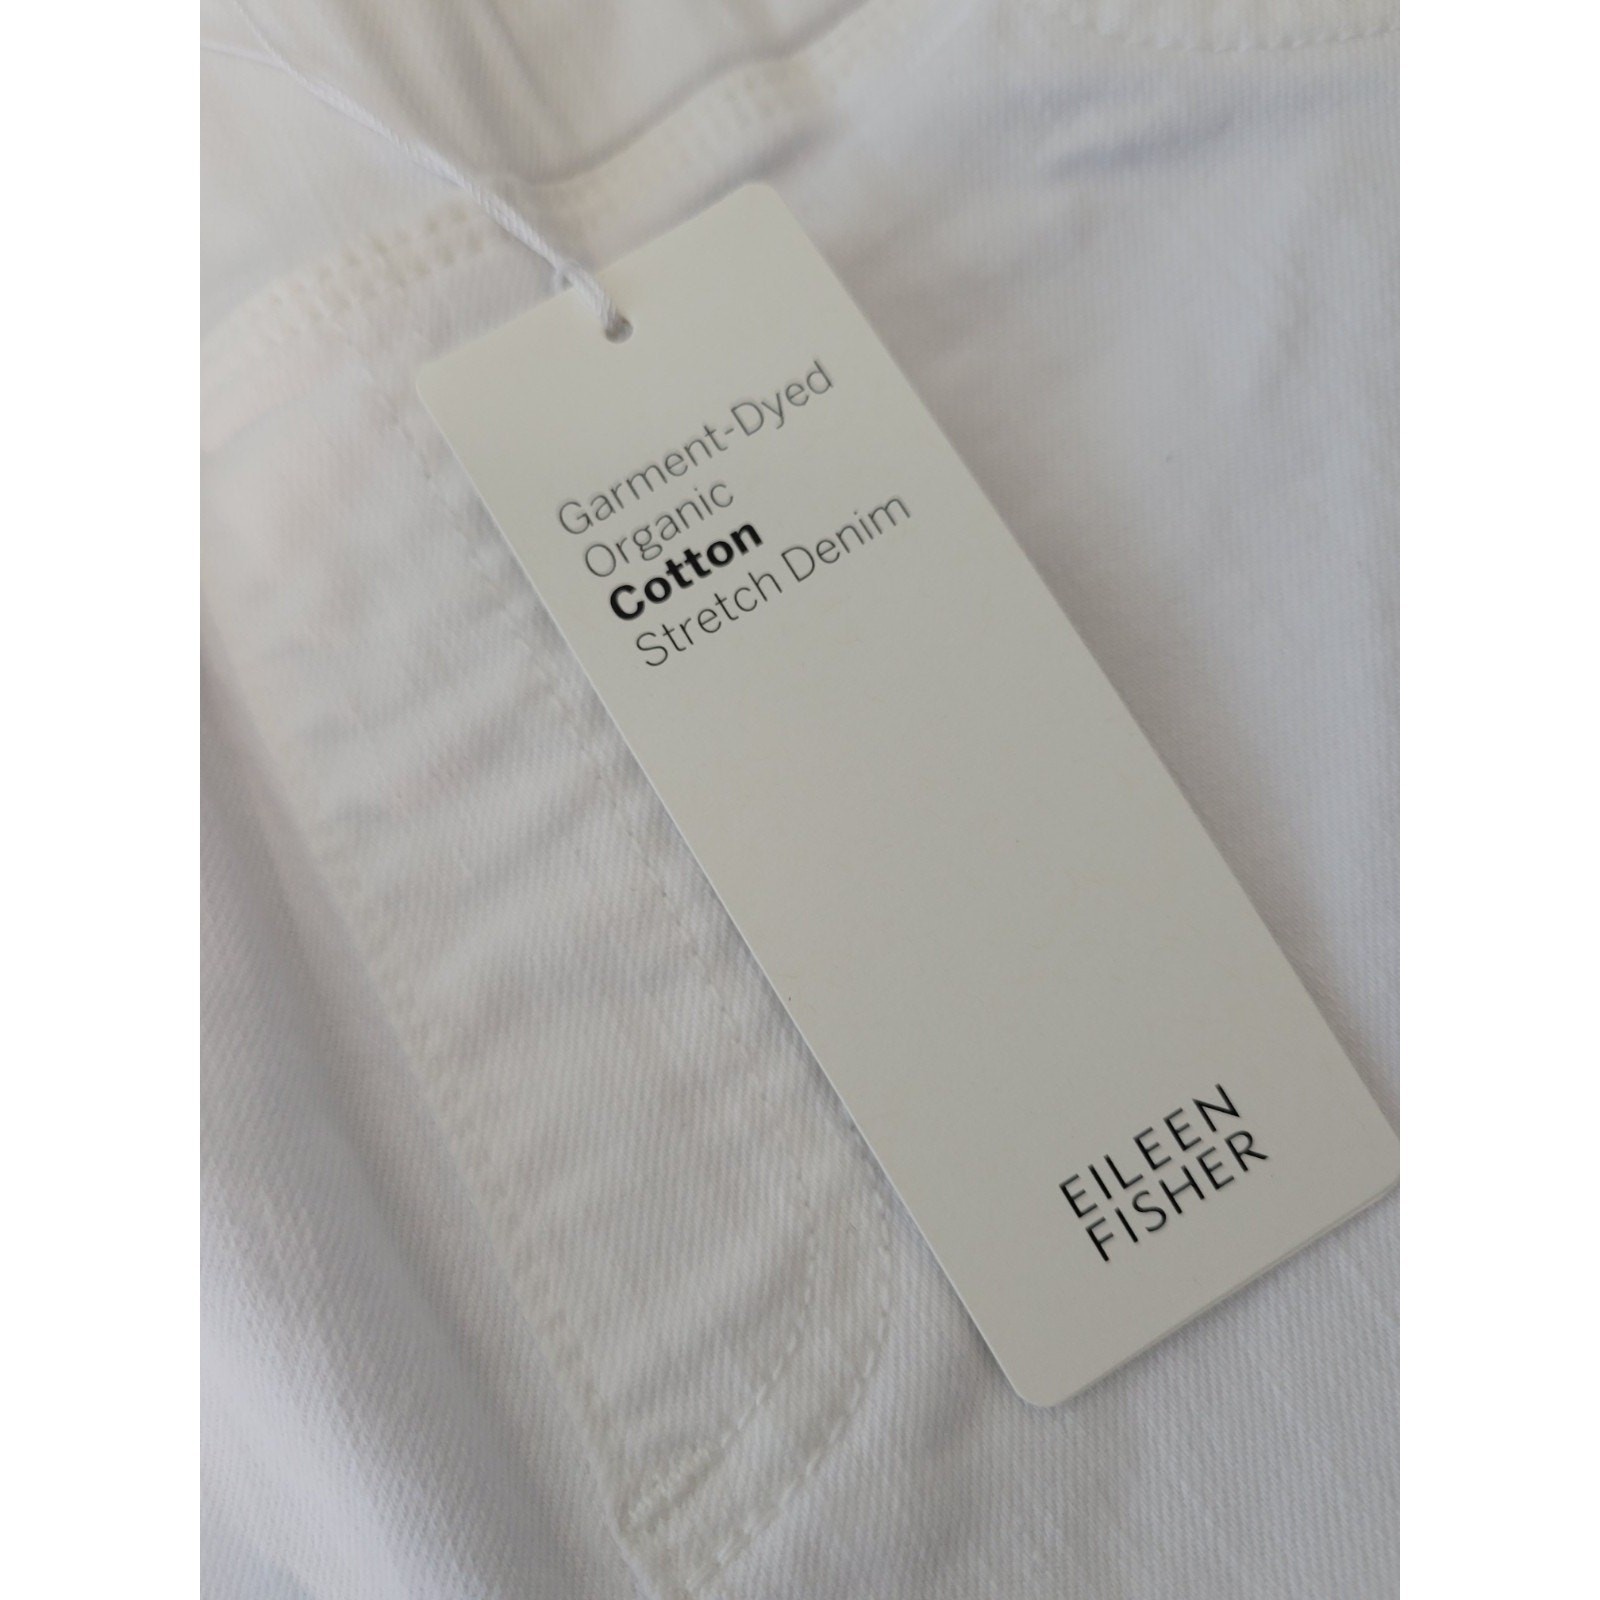 Garment-Dyed
Organic
Cotton
Stretch Denim
EILEEN
FISHER